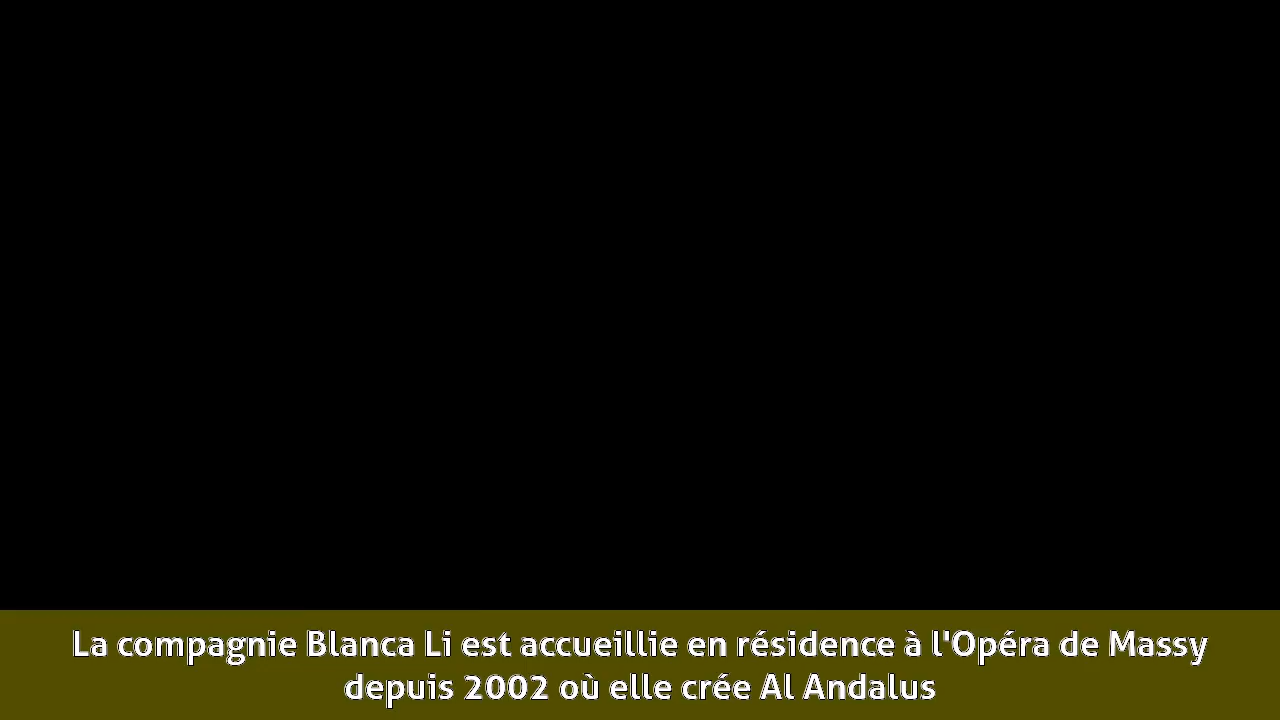 La compagnie Blanca Li est accueillie en résidence à l'Opéra de Massy
depuis 2002 où elle crée Al Andalus